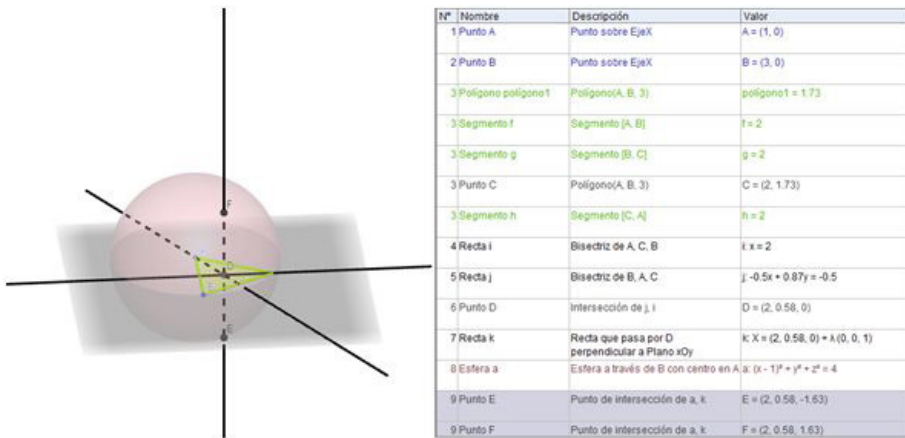 F
D
E
Nº Nombre Descripción Valor
1 Punto A Punto sobre EjeX A = (1, 0)
2 Punto B Punto sobre EjeX B = (3, 0)
3 Polígono polígono1 Polígono(A, B, 3) polígono1 = 1.73
3 Segmento f Segmento [A, B] f = 2
3 Segmento g Segmento [B, C] g = 2
3 Punto C Polígono(A, B, 3) C = (2, 1.73)
3 Segmento h Segmento [C, A] h = 2
4 Recta i Bisectriz de A, C, B i: x = 2
5 Recta j Bisectriz de B, A, C j: -0.5x + 0.87y = -0.5
6 Punto D Intersección de j, i D = (2, 0.58, 0)
7 Recta k Recta que pasa por D k: X = (2, 0.58, 0) + λ (0, 0, 1)
perpendicular a Plano xOy
8 Esfera a Esfera a través de B con centro en A a: (x - 1)² + y² + z² = 4
9 Punto E Punto de intersección de a, k E = (2, 0.58, -1.63)
9 Punto F Punto de intersección de a, k F = (2, 0.58, 1.63)